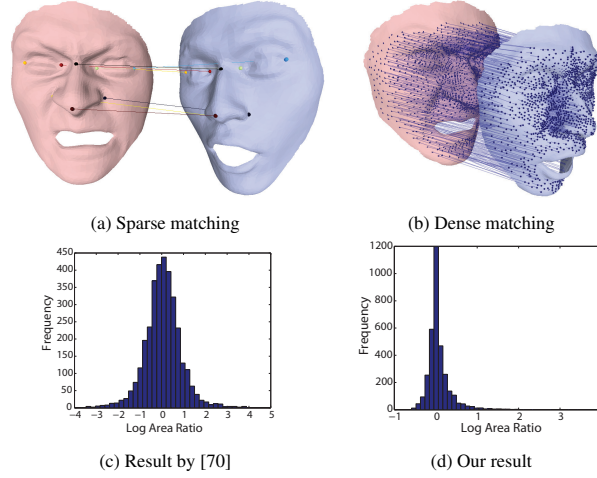 (a) Sparse matching
(b) Dense matching
450
400
350
300
250
200
150
100
50
0
Frequency
−4 −3 −2 −1 0 1 2 3 4 5
Log Area Ratio
1200
1000
800
600
400
200
0
Frequency
−1 0 1 2 3
Log Area Ratio
(c) Result by [70]
(d) Our result